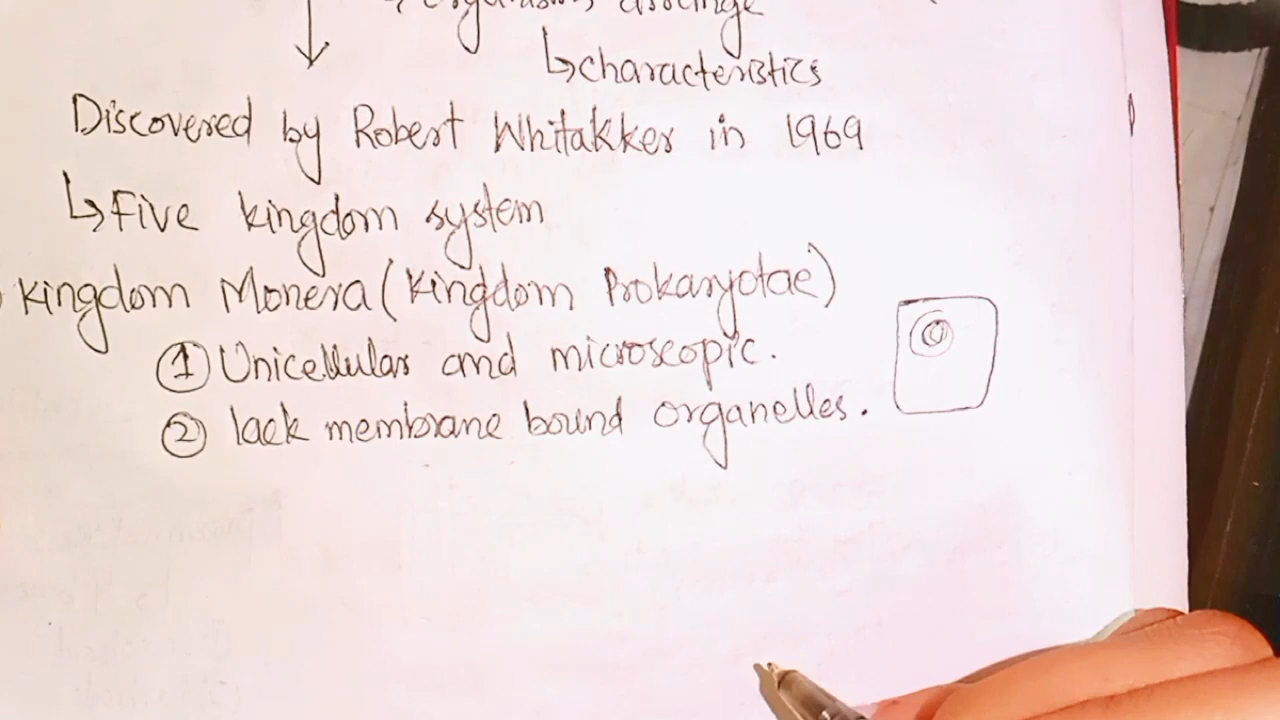 organisms
↳characteristics
Discovered by Robert Whitakker in 1969
↳Five kingdom system
kingdom Monera (Kingdom Prokaryotae)
① Unicellular and microscopic.
② lack membrane bound organelles.